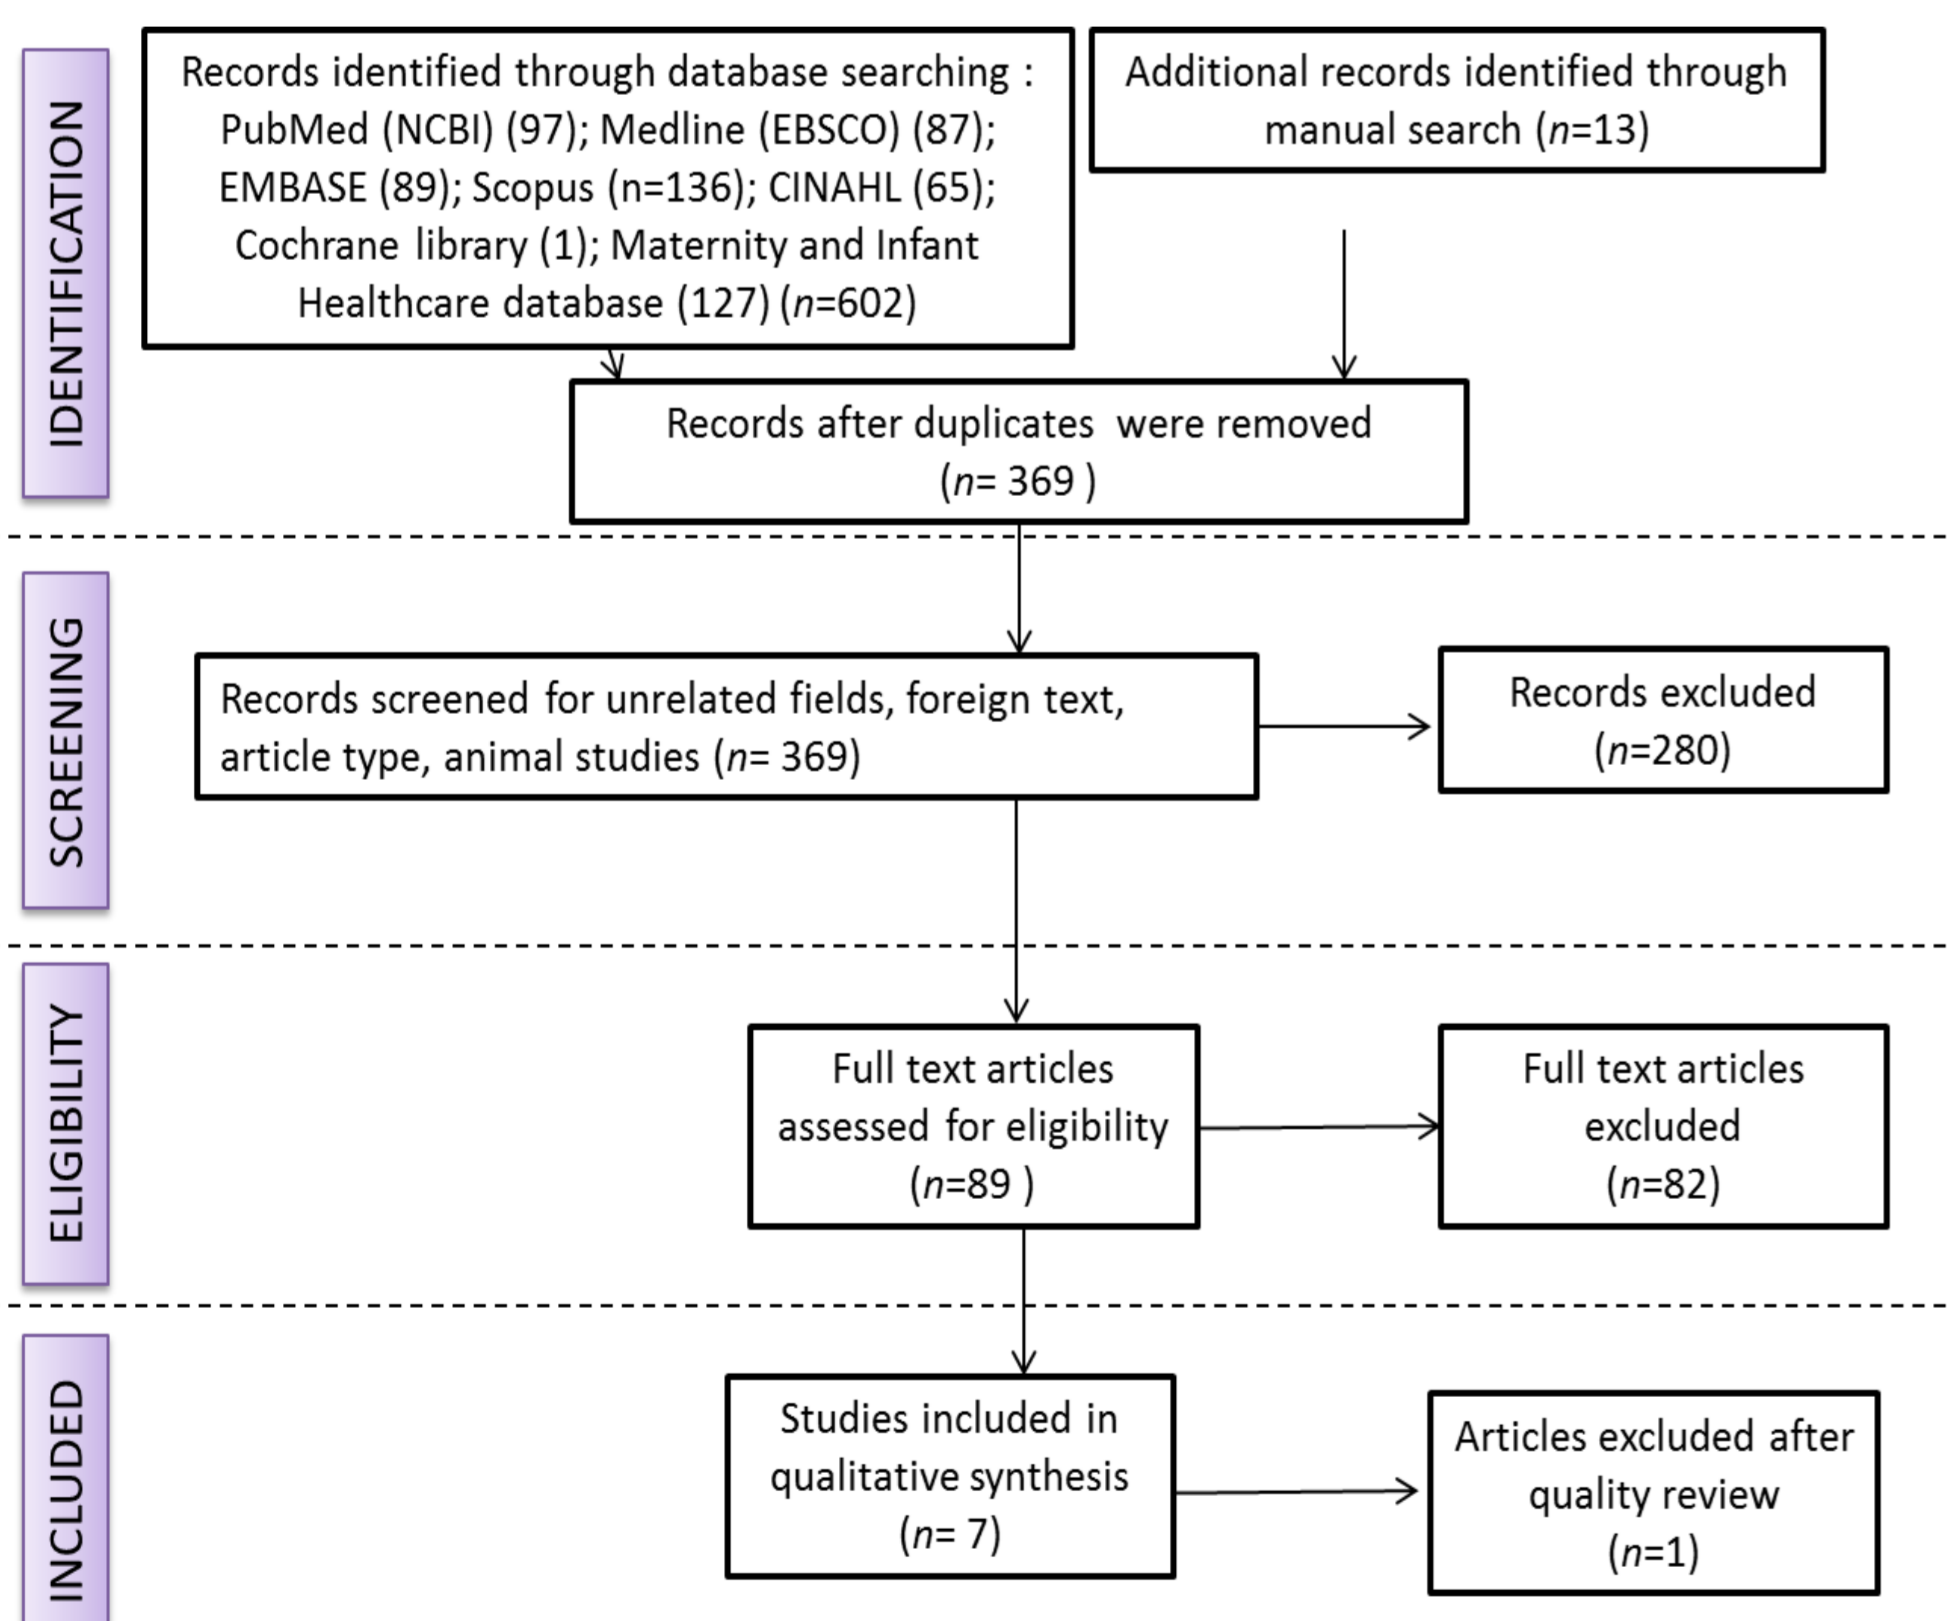 IDENTIFICATION
Records identified through database searching :
PubMed (NCBI) (97); Medline (EBSCO) (87);
EMBASE (89); Scopus (n=136); CINAHL (65);
Cochrane library (1); Maternity and Infant
Healthcare database (127) (n=602)
Additional records identified through
manual search (n=13)
Records after duplicates were removed
(n= 369 )
SCREENING
Records screened for unrelated fields, foreign text,
article type, animal studies (n= 369)
Records excluded
(n=280)
ELIGIBILITY
Full text articles
assessed for eligibility
(n=89 )
Full text articles
excluded
(n=82)
INCLUDED
Studies included in
qualitative synthesis
(n= 7)
Articles excluded after
quality review
(n=1)